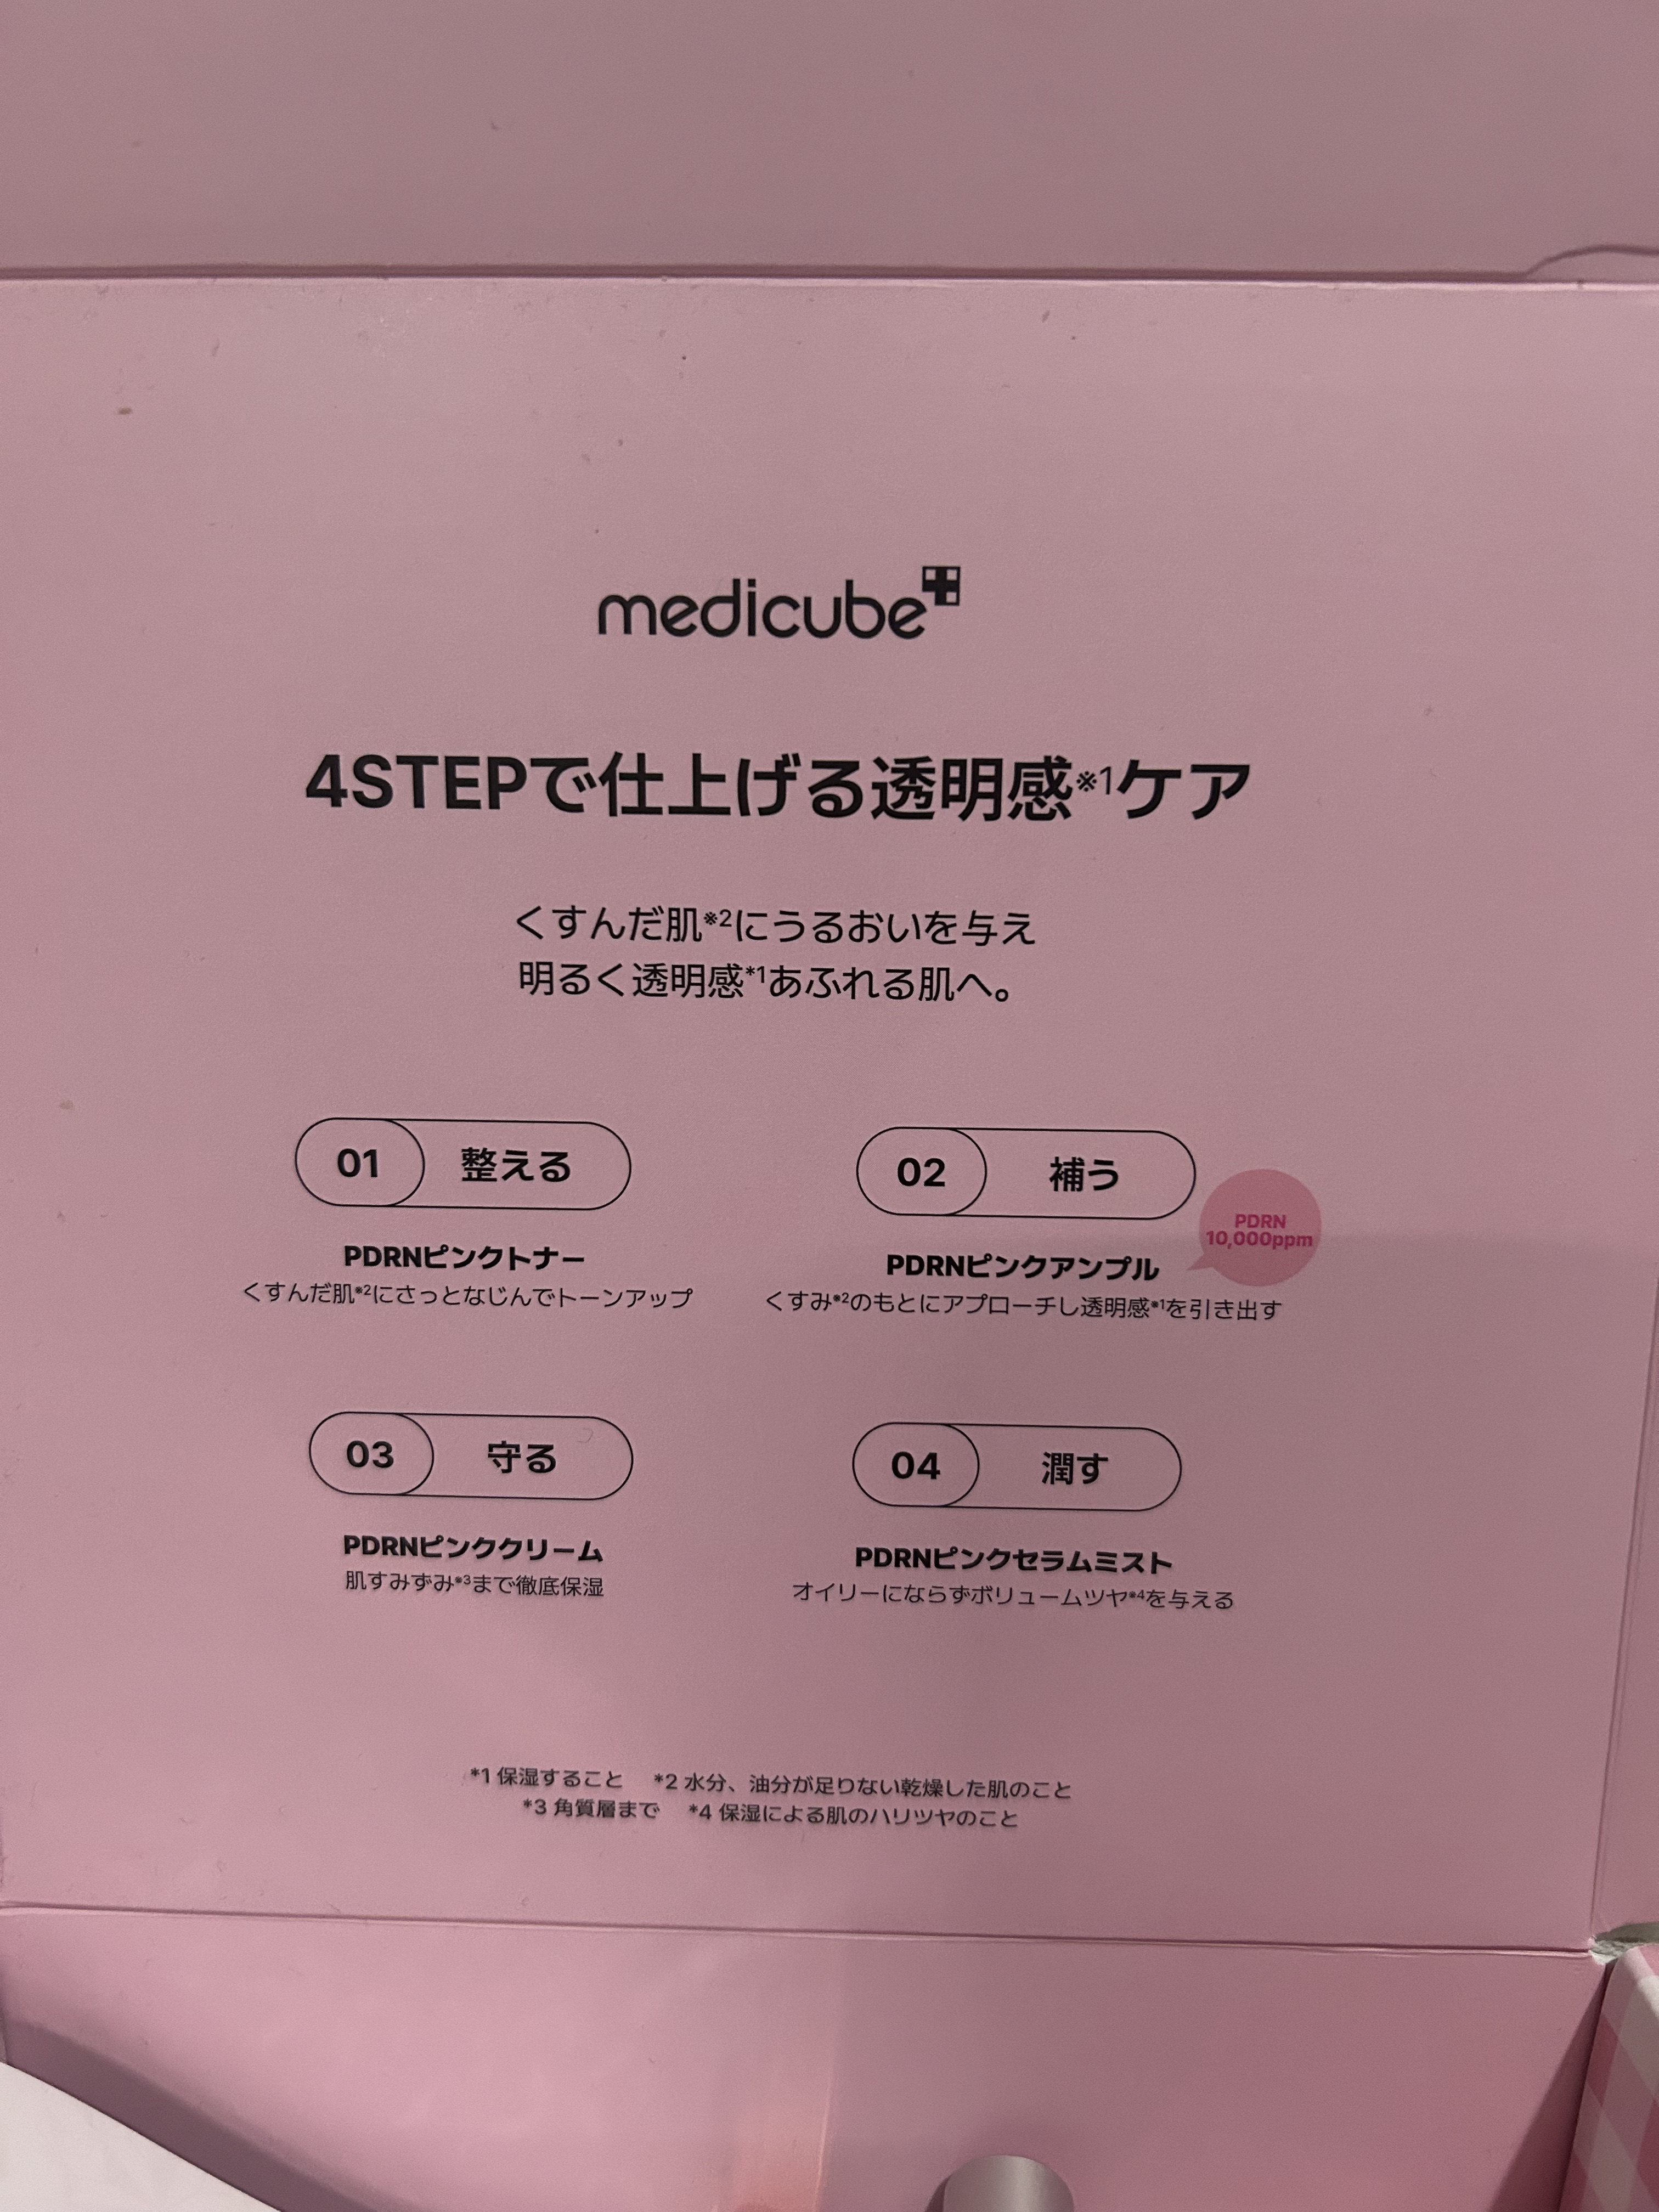 medicube
4STEPで仕上げる透明感※1ケア
くすんだ肌※2にうるおいを与え
明るく透明感*1あふれる肌へ。
01 整える
PDRNピンクトナー
くすんだ肌※2にさっとなじんでトーンアップ
02 補う
PDRN
10,000ppm
PDRNピンクアンプル
くすみ※2のもとにアプローチし透明感※1を引き出す
03 守る
PDRNピンククリーム
肌すみずみ※3まで徹底保湿
04 潤す
PDRNピンクセラムミスト
オイリーにならずボリュームツヤ※4を与える
*1 保湿すること *2 水分、油分が足りない乾燥した肌のこと
*3 角質層まで *4 保湿による肌のハリツヤのこと